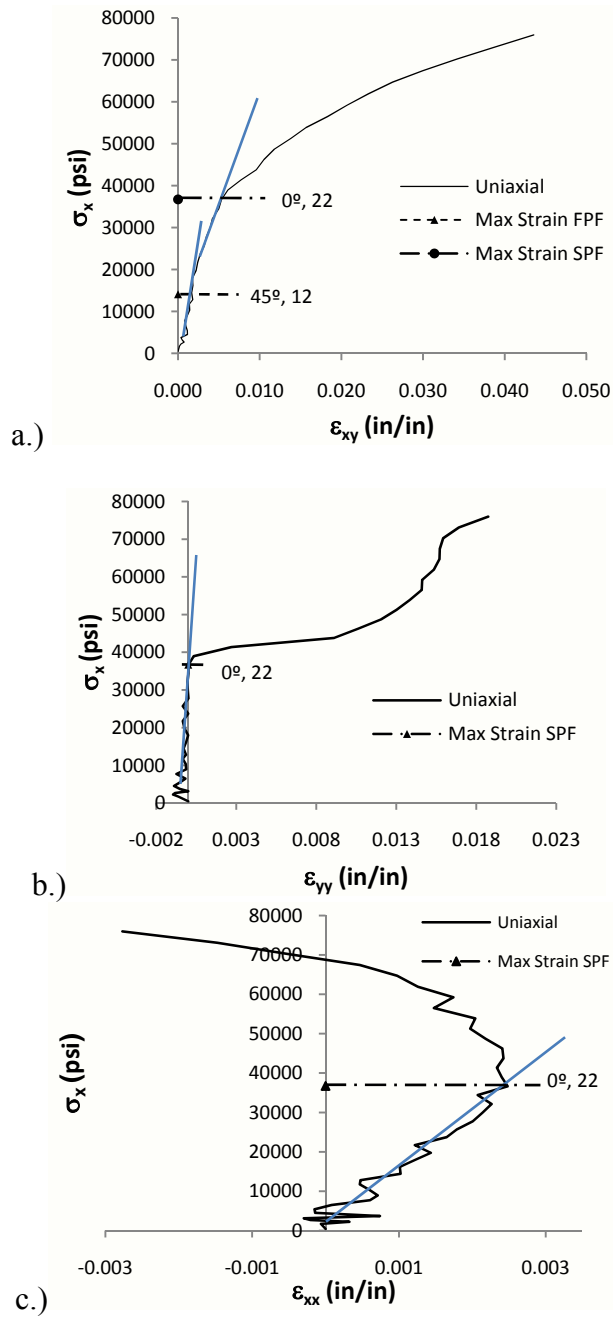 80000
70000
60000
50000
40000
30000
20000
10000
0
σx (psi)
0º, 22
45º, 12
Uniaxial
Max Strain FPF
Max Strain SPF
0.000 0.010 0.020 0.030 0.040 0.050
εxy (in/in)
a.)
80000
70000
60000
50000
40000
30000
20000
10000
0
σx (psi)
0º, 22
Uniaxial
Max Strain SPF
-0.002 0.003 0.008 0.013 0.018 0.023
εyy (in/in)
b.)
80000
70000
60000
50000
40000
30000
20000
10000
0
σx (psi)
Uniaxial
Max Strain SPF
0º, 22
-0.003 -0.001 0.001 0.003
εxx (in/in)
c.)